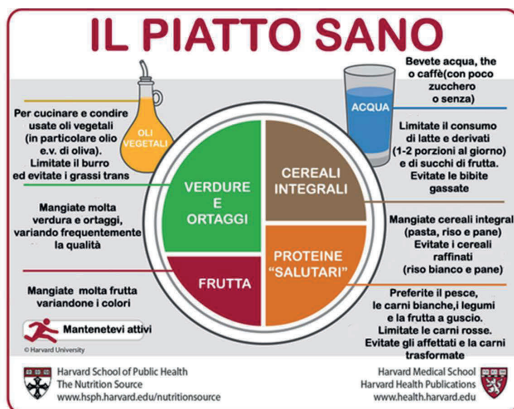 IL PIATTO SANO
Per cucinare e condire
usate oli vegetali
(in particolare olio
e.v. di oliva).
Limitate il burro
ed evitate i grassi trans
OLI
VEGETALI
Mangiate molta
verdura e ortaggi,
variando frequentemente
la qualità
Mangiate molta frutta
variandone i colori
Mantenetevi attivi
© Harvard University
VERDURE
E
ORTAGGI
FRUTTA
CEREALI
INTEGRALI
PROTEINE
“SALUTARI”
ACQUA
Bevete acqua, the
o caffè(con poco
zucchero
o senza)
Limitate il consumo
di latte e derivati
(1-2 porzioni al giorno)
e di succhi di frutta.
Evitate le bibite
gassate
Mangiate cereali integral
(pasta, riso e pane)
Evitate i cereali
raffinati
(riso bianco e pane)
Preferite il pesce,
le carni bianche,i legumi
e la frutta a guscio.
Limitate le carni rosse.
Evitate gli affettati e la carni
trasformate
Harvard School of Public Health
The Nutrition Source
www.hsph.harvard.edu/nutritionsource
Harvard Medical School
Harvard Health Publications
www.health.harvard.edu